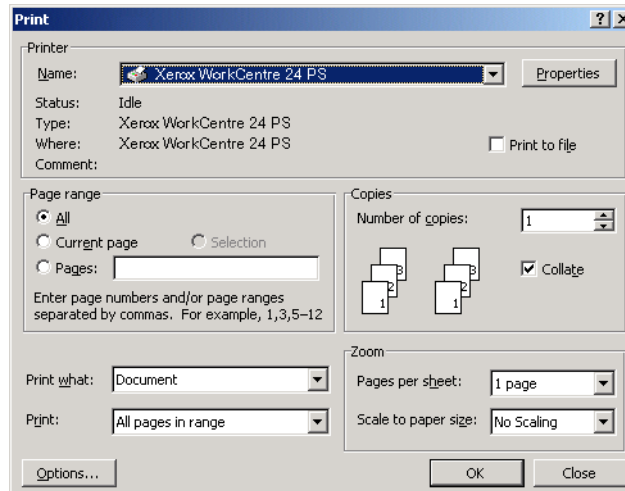 Print
Printer
Name: Xerox WorkCentre 24 PS Properties
Status: Idle
Type: Xerox WorkCentre 24 PS
Where: Xerox WorkCentre 24 PS Print to file
Comment:
Page range
All
Current page Selection
Pages:
Enter page numbers and/or page ranges
separated by commas. For example, 1,3,5–12
Copies
Number of copies: 1
3 3
2 2
1 1
Collate
Print what: Document
Print: All pages in range
Zoom
Pages per sheet: 1 page
Scale to paper size: No Scaling
Options... OK Close